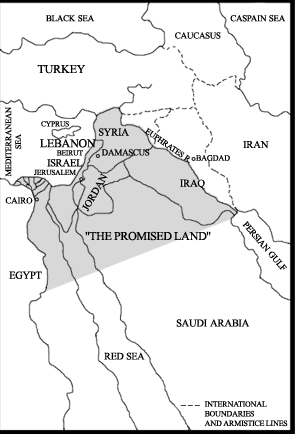 BLACK SEA
CASPAIN SEA
CAUCASUS
TURKEY
MEDITERRANEAN
SEA
CYPRUS
SYRIA
LEBANON
BEIRUT
DAMASCUS
EUPHRATES
BAGDAD
IRAN
ISRAEL
JERUSALEM
JORDAN
IRAQ
CAIRO
"THE PROMISED LAND"
PERSIAN GULF
EGYPT
SAUDI ARABIA
RED SEA
INTERNATIONAL
BOUNDARIES
AND ARMISTICE LINES